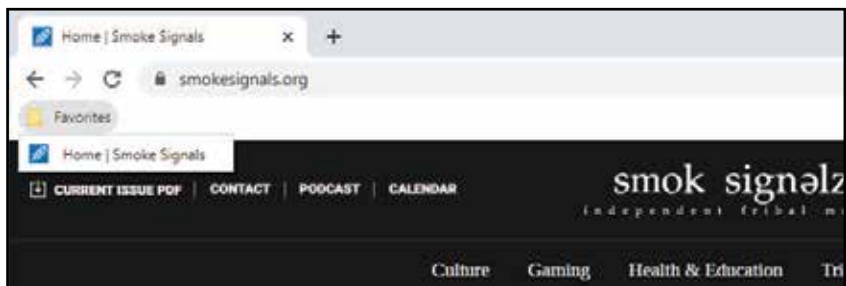 Home | Smoke Signals
smokesignals.org
Favorites
Home | Smoke Signals
CURRENT ISSUE PDF | CONTACT | PODCAST | CALENDAR
smok signəlz
independent tribal
Culture Gaming Health & Education